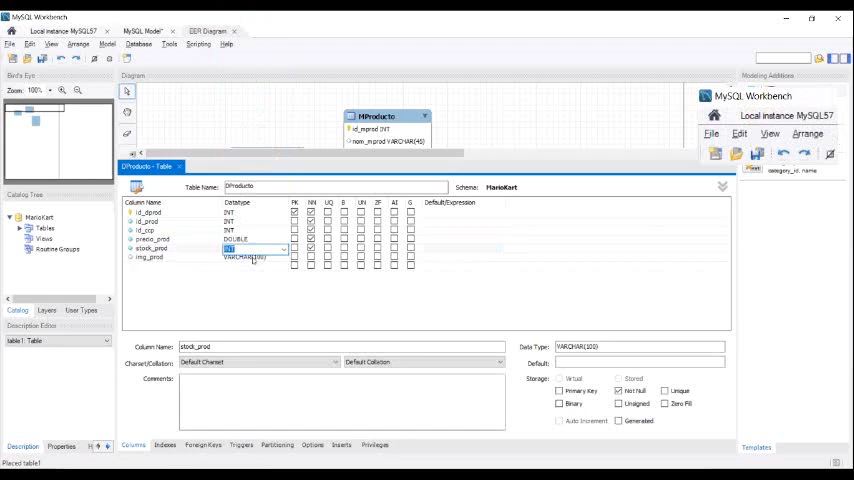 MySQL Workbench
Local instance MySQL57
MySQL Model*
EER Diagram
File Edit View Arrange Model Database Tools Scripting Help
Bird's Eye
Diagram
Modeling Additions
Zoom: 100%
MySQL Workbench
Local instance MySQL57
File Edit View Arrange
MProducto
id_mprod INT
nom_mprod VARCHAR(45)
category_id, name
DProducto - Table
Table Name: DProducto
Schema: MarioKart
Catalog Tree
MarioKart
Tables
Views
Routine Groups
Column Name Datatype PK NN UQ B UN ZF AI G Default/Expression
id_dprod INT
id_prod INT
id_ccp INT
precio_prod DOUBLE
stock_prod INT
img_prod VARCHAR(100)
Catalog Layers User Types
Description Editor
table1: Table
Column Name: stock_prod
Data Type: VARCHAR(100)
Charset/Collation: Default Charset Default Collation
Default:
Comments:
Storage: Virtual Stored
Primary Key Not Null Unique
Binary Unsigned Zero Fill
Auto Increment Generated
Description Properties H
Columns Indexes Foreign Keys Triggers Partitioning Options Inserts Privileges
Templates
Placed table1